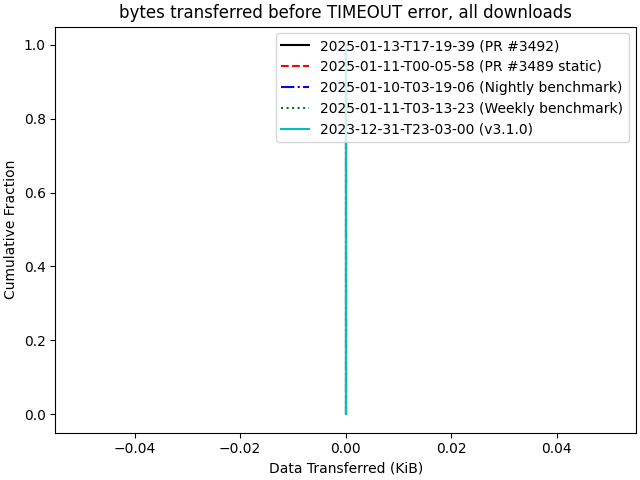 bytes transferred before TIMEOUT error, all downloads
1.0
0.8
0.6
0.4
0.2
0.0
Cumulative Fraction
2025-01-13-T17-19-39 (PR #3492)
2025-01-11-T00-05-58 (PR #3489 static)
2025-01-10-T03-19-06 (Nightly benchmark)
2025-01-11-T03-13-23 (Weekly benchmark)
2023-12-31-T23-03-00 (v3.1.0)
−0.04
−0.02
0.00
0.02
0.04
Data Transferred (KiB)